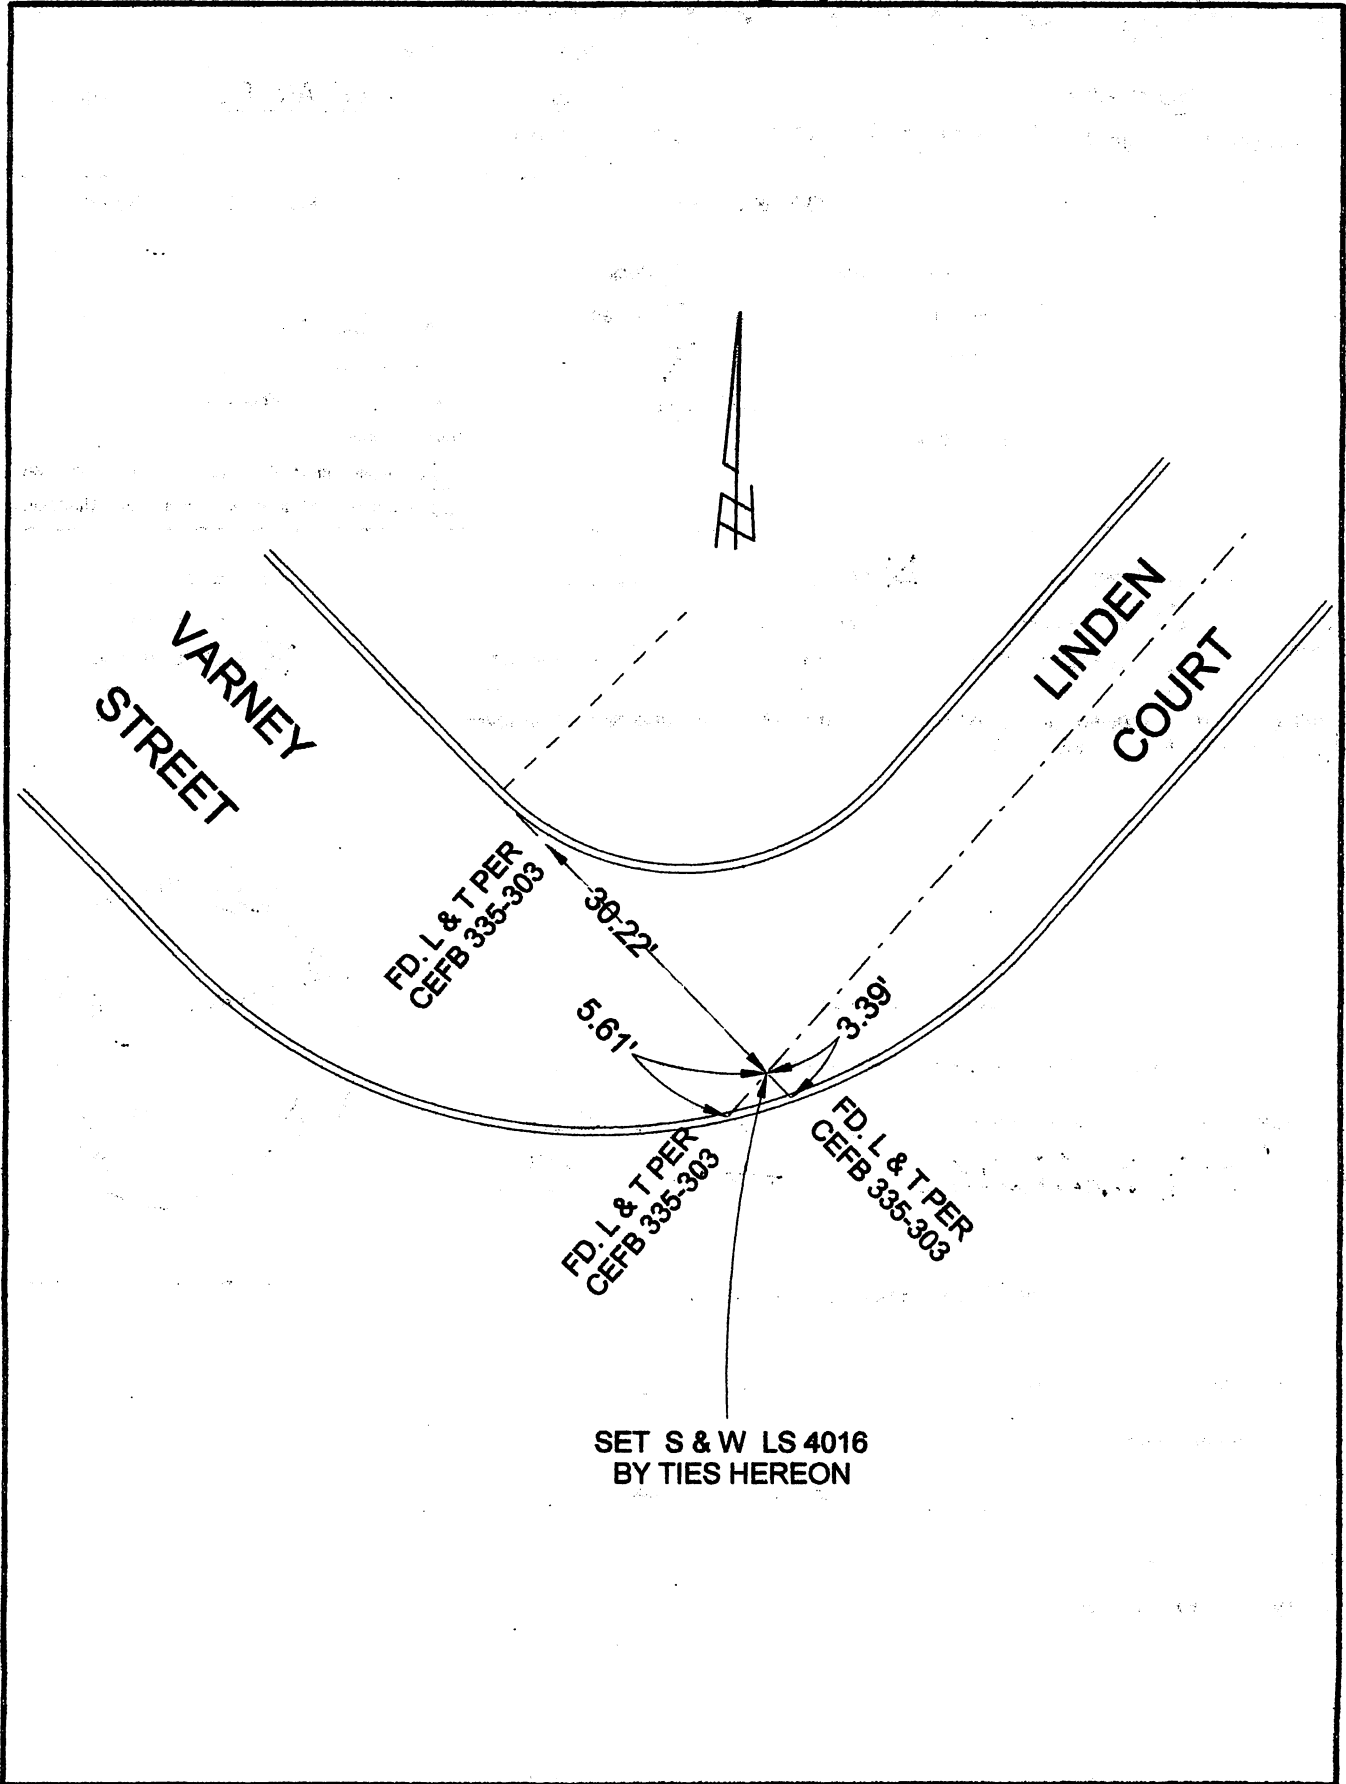 VARNEY
STREET
LINDEN
COURT
FD. L & T PER
CEFB 335-303
30.22'
5.61'
3.39'
FD. L & T PER
CEFB 335-303
FD. L & T PER
CEFB 335-303
SET S & W LS 4016
BY TIES HEREON